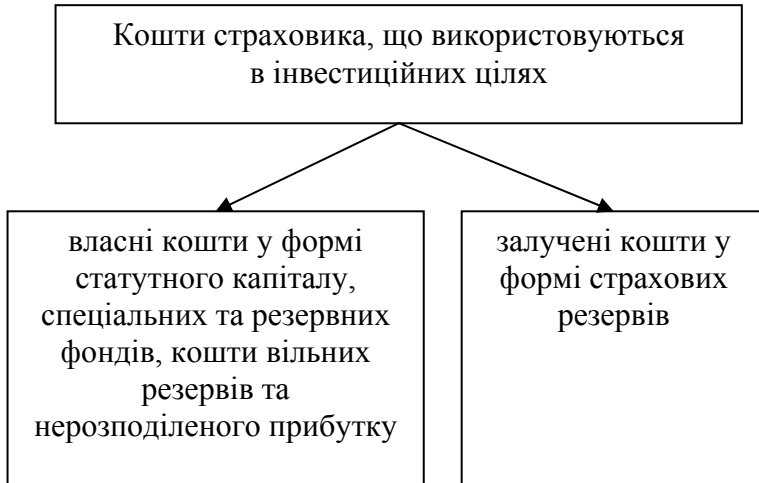 Кошти страховика, що використовуються
в інвестиційних цілях
власні кошти у формі
статутного капіталу,
спеціальних та резервних
фондів, кошти вільних
резервів та
нерозподіленого прибутку
залучені кошти у
формі страхових
резервів